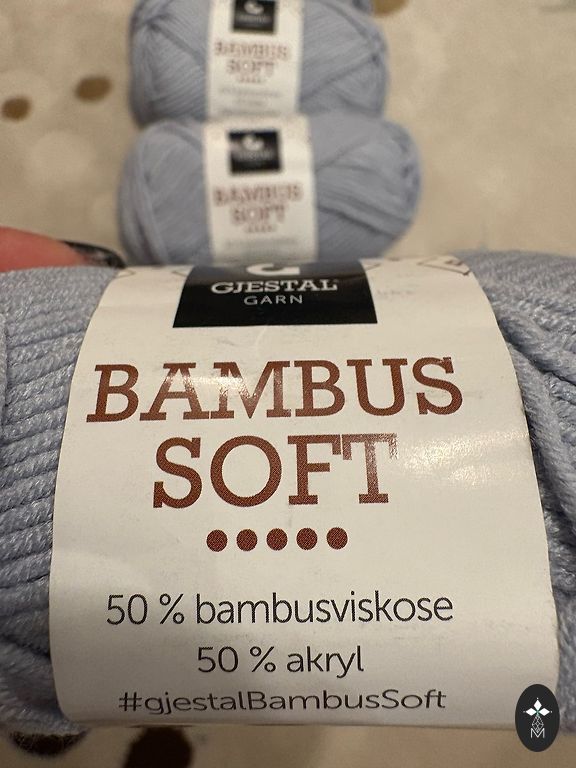 BAMBUS
SOFT
BAMBUS
SOFT
GJESTAL
GARN
BAMBUS
SOFT
50 % bambusviskose
50 % akryl
#gjestalBambusSoft
M